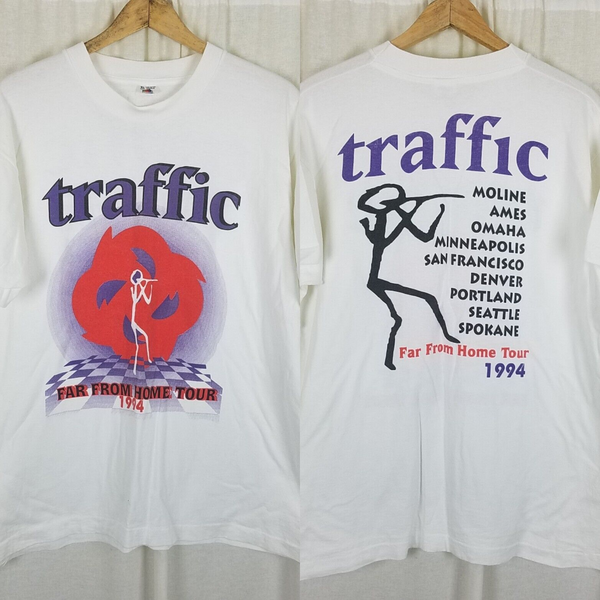 traffic
FAR FROM HOME TOUR
1994
traffic
MOLINE
AMES
OMAHA
MINNEAPOLIS
SAN FRANCISCO
DENVER
PORTLAND
SEATTLE
SPOKANE
Far From Home Tour
1994